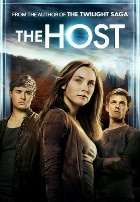 FROM THE AUTHOR OF THE TWILIGHT SAGA
THE HOST